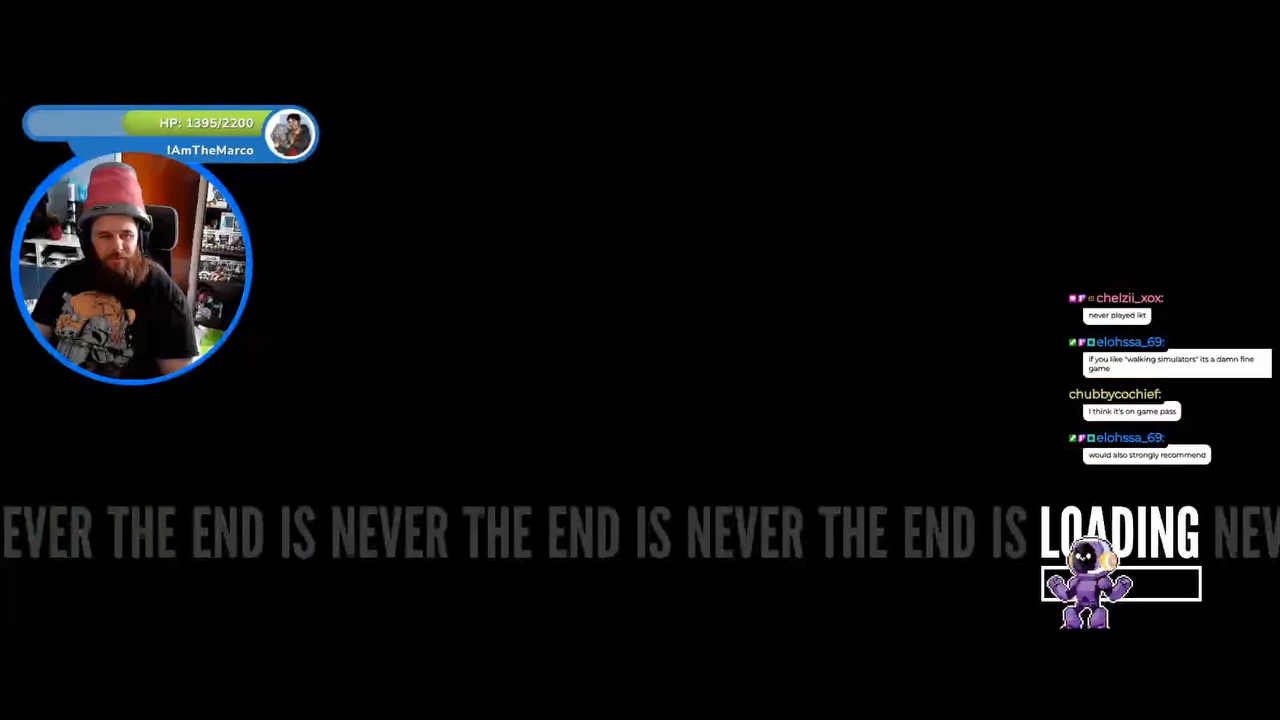 HP: 1395/2200
IAmTheMarco
chelzii_xox:
never played ikt
elohssa_69:
if you like "walking simulators" its a damn fine
game
chubbycochief:
I think it's on game pass
elohssa_69:
would also strongly recommend
EVER THE END IS NEVER THE END IS NEVER THE END IS LOADING NEV